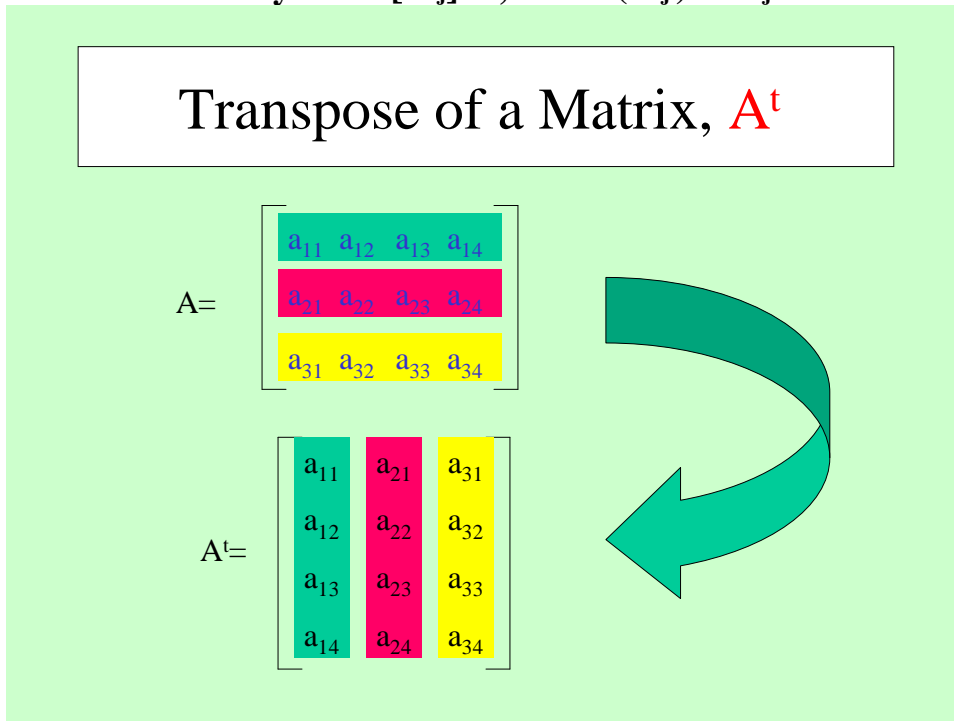 Transpose of a Matrix, Aᵗ
a₁₁ a₁₂ a₁₃ a₁₄
A=
a₂₁ a₂₂ a₂₃ a₂₄
a₃₁ a₃₂ a₃₃ a₃₄
a₁₁ a₂₁ a₃₁
a₁₂ a₂₂ a₃₂
Aᵗ=
a₁₃ a₂₃ a₃₃
a₁₄ a₂₄ a₃₄